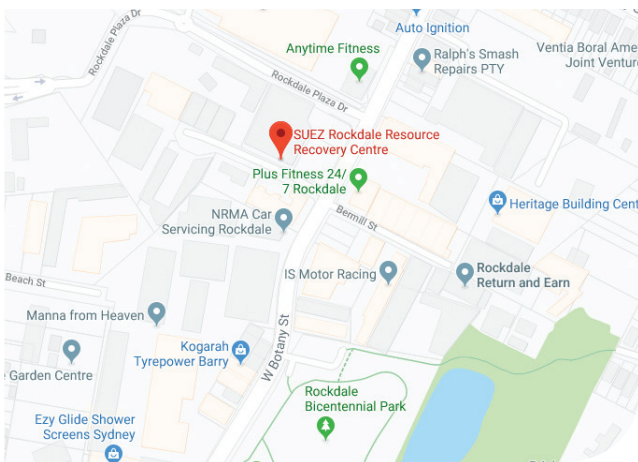 Rockdale Plaza Dr
Auto Ignition
Anytime Fitness
Ralph's Smash
Repairs PTY
Ventia Boral Ame
Joint Venture
Rockdale Plaza Dr
SUEZ Rockdale Resource
Recovery Centre
Plus Fitness 24/
7 Rockdale
Heritage Building Cent
NRMA Car
Servicing Rockdale
Bermill St
IS Motor Racing
Rockdale
Return and Earn
Beach St
Manna from Heaven
W Botany St
Kogarah
Tyrepower Barry
e Garden Centre
Rockdale
Bicentennial Park
Ezy Glide Shower
Screens Sydney